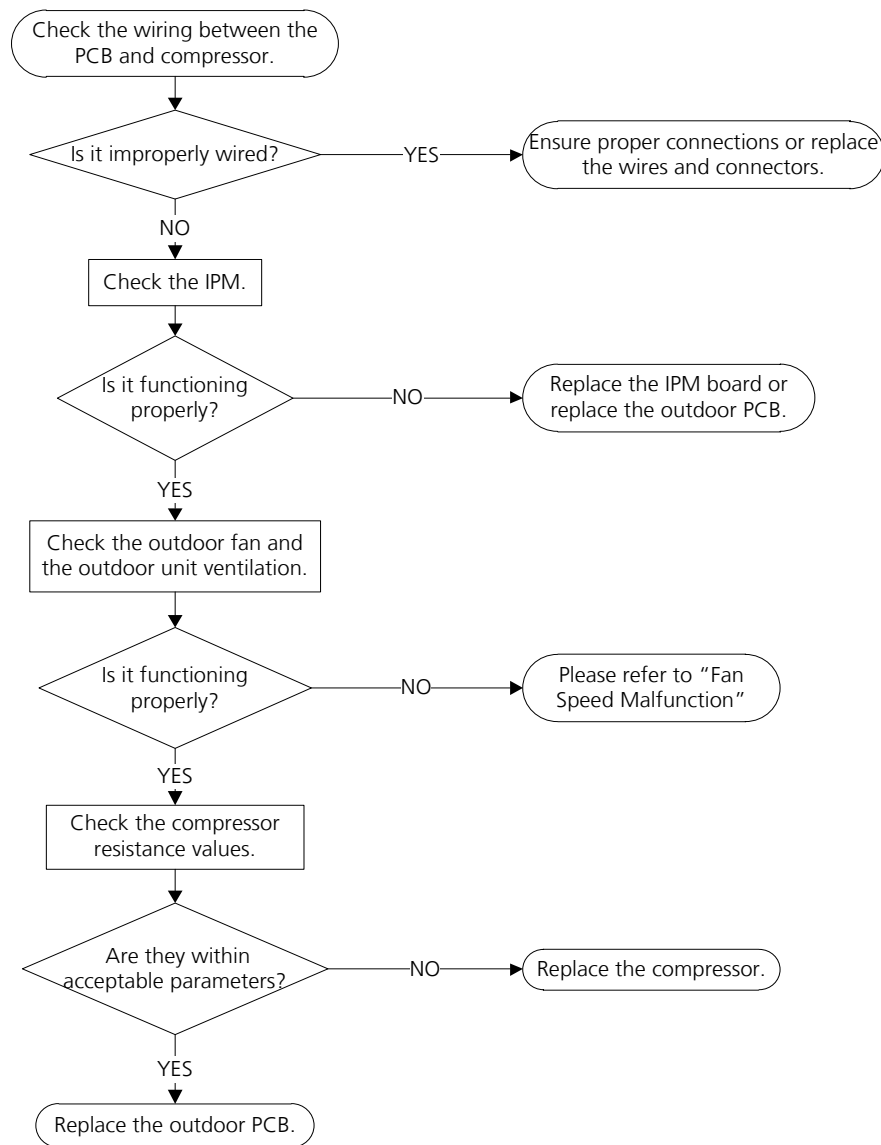 Check the wiring between the
PCB and compressor.
Is it improperly wired?
YES
Ensure proper connections or replace
the wires and connectors.
NO
Check the IPM.
Is it functioning
properly?
NO
Replace the IPM board or
replace the outdoor PCB.
YES
Check the outdoor fan and
the outdoor unit ventilation.
Is it functioning
properly?
NO
Please refer to “Fan
Speed Malfunction”
YES
Check the compressor
resistance values.
Are they within
acceptable parameters?
NO
Replace the compressor.
YES
Replace the outdoor PCB.